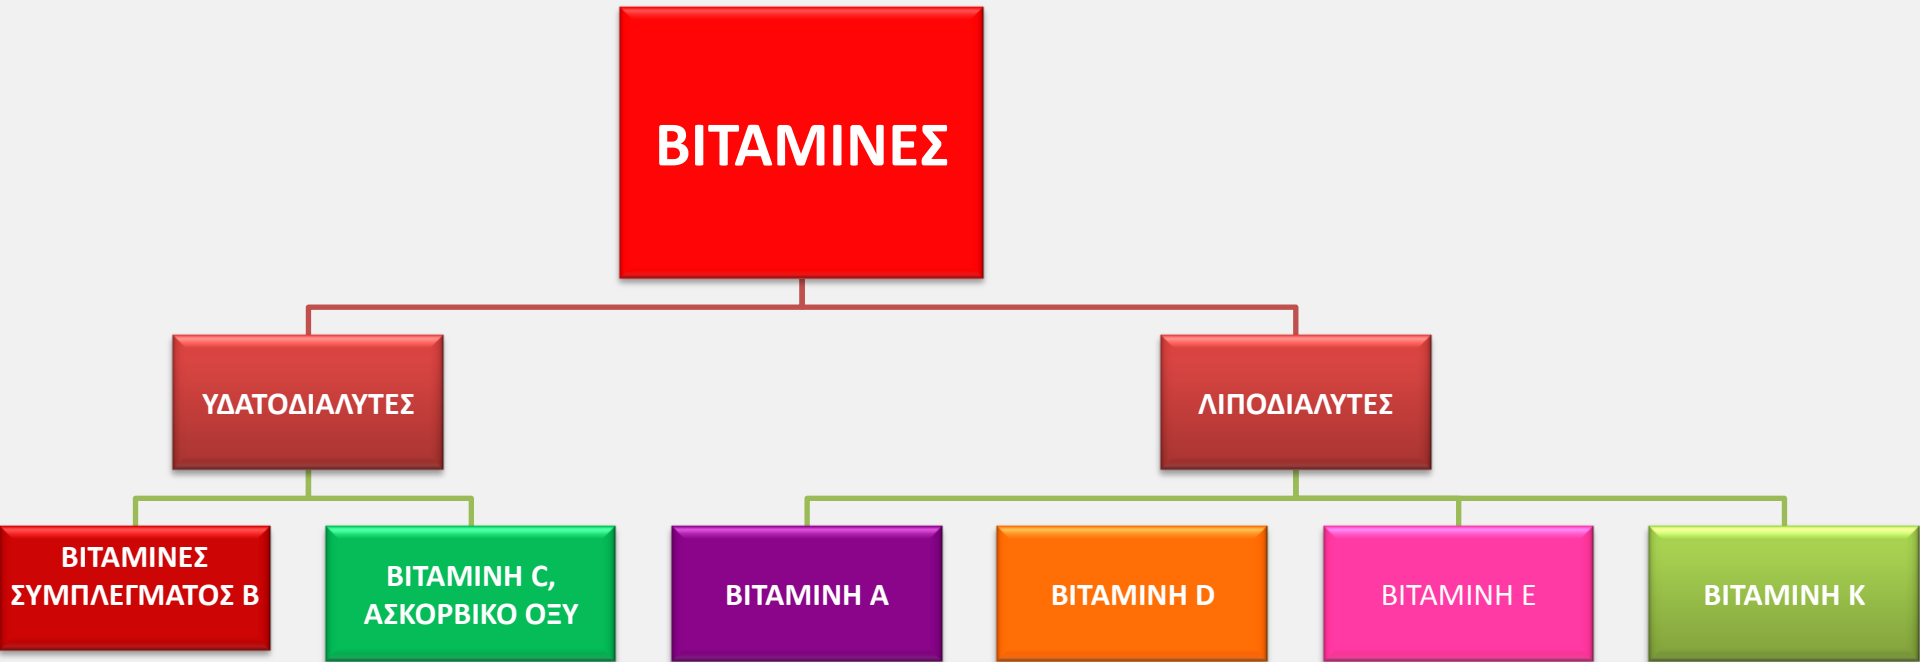 ΒΙΤΑΜΙΝΕΣ
ΥΔΑΤΟΔΙΑΛΥΤΕΣ
ΛΙΠΟΔΙΑΛΥΤΕΣ
ΒΙΤΑΜΙΝΕΣ
ΣΥΜΠΛΕΓΜΑΤΟΣ Β
ΒΙΤΑΜΙΝΗ C,
ΑΣΚΟΡΒΙΚΟ ΟΞΥ
ΒΙΤΑΜΙΝΗ Α
ΒΙΤΑΜΙΝΗ D
ΒΙΤΑΜΙΝΗ Ε
ΒΙΤΑΜΙΝΗ Κ